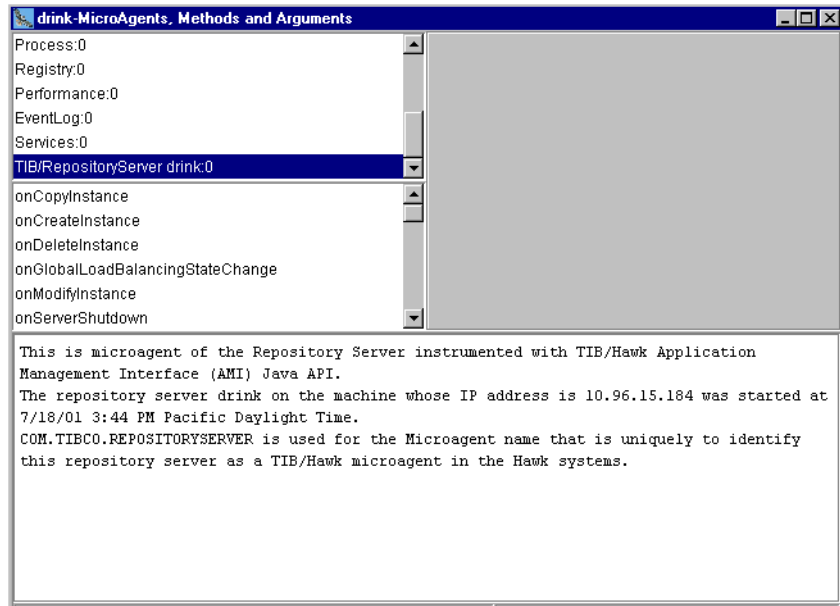 drink-MicroAgents, Methods and Arguments
Process:0
Registry:0
Performance:0
EventLog:0
Services:0
TIB/RepositoryServer drink:0
onCopyInstance
onCreateInstance
onDeleteInstance
onGlobalLoadBalancingStateChange
onModifyInstance
onServerShutdown
This is microagent of the Repository Server instrumented with TIB/Hawk Application
Management Interface (AMI) Java API.
The repository server drink on the machine whose IP address is 10.96.15.184 was started at
7/18/01 3:44 PM Pacific Daylight Time.
COM.TIBCO.REPOSITORYSERVER is used for the Microagent name that is uniquely to identify
this repository server as a TIB/Hawk microagent in the Hawk systems.